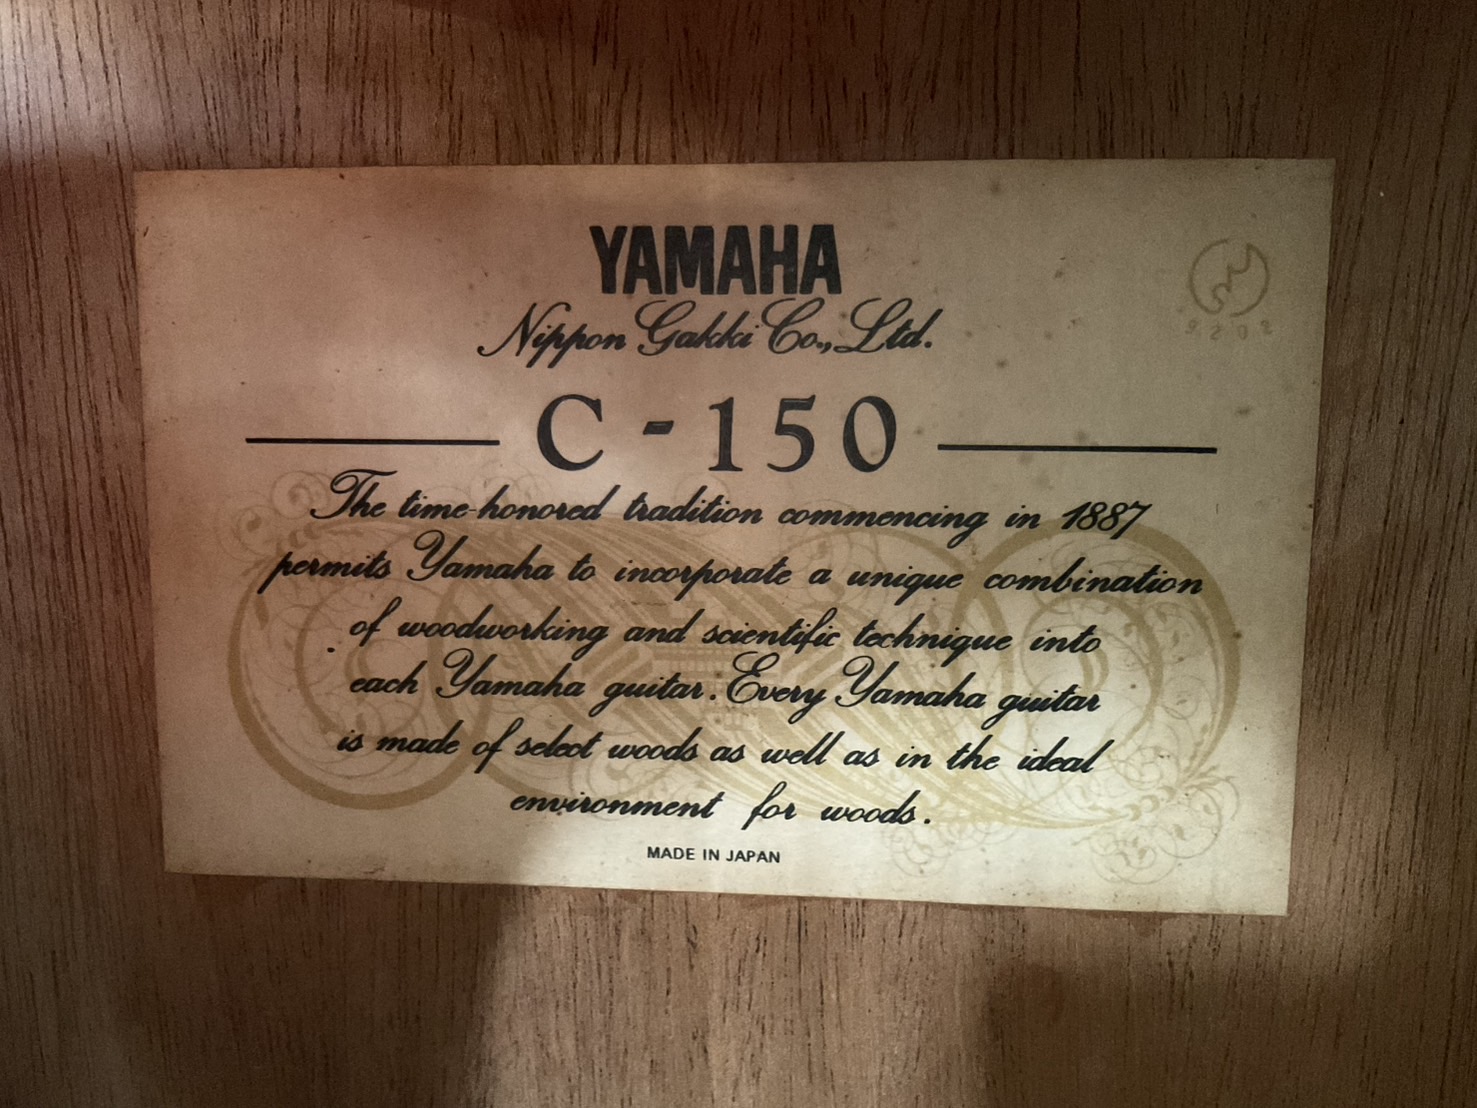 YAMAHA
Nippon Gakki Co., Ltd.
C-150
The time-honored tradition commencing in 1887
permits Yamaha to incorporate a unique combination
of woodworking and scientific technique into
each Yamaha guitar. Every Yamaha guitar
is made of select woods as well as in the ideal
environment for woods.
MADE IN JAPAN